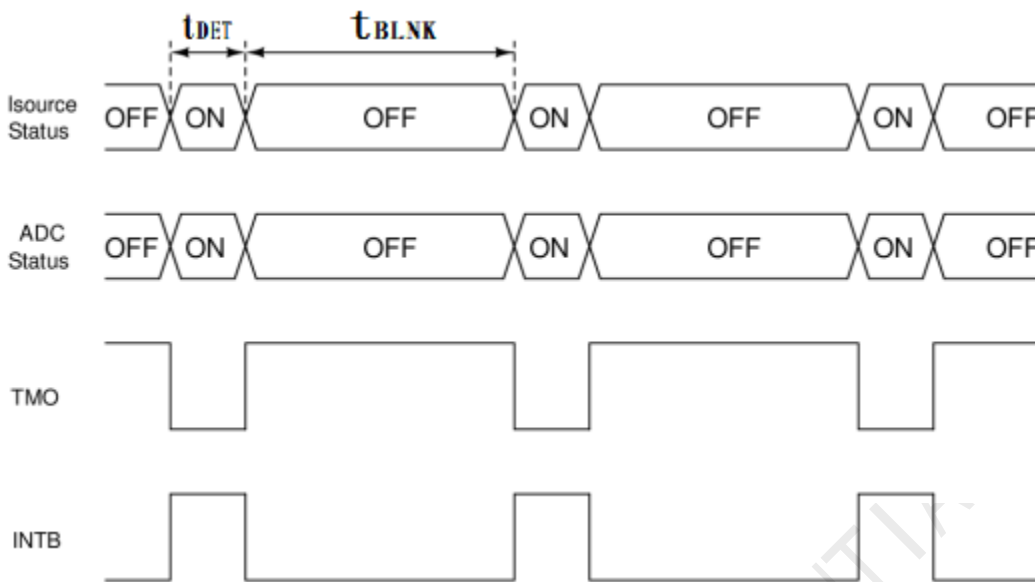 tDET tBLNK
Isource
Status
OFF ON OFF ON OFF ON OFF
ADC
Status
OFF ON OFF ON OFF ON OFF
TMO
INTB